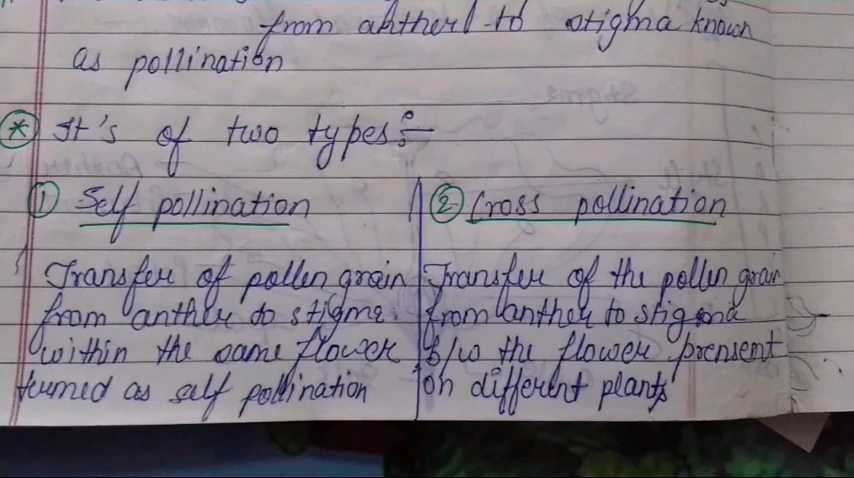 from anther to stigma known
as pollination
* It's of two types :-
① Self pollination
Transfer of pollen grain
from anther to stigma.
within the same flower
termed as self pollination
② Cross pollination
Transfer of the pollen grain
from anther to stigma
b/w the flower prensent
on different plants